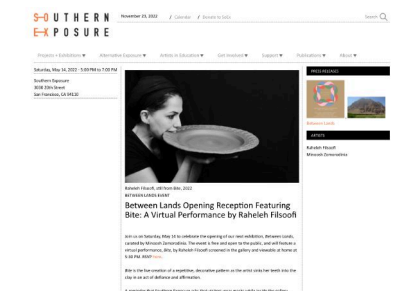 SOUTHERN
EXPOSURE
November 23, 2022 / Calendar / Donate to SoEx
Search
Projects + Exhibitions Alternative Exposure Artists in Education Get Involved Support Publications About
Saturday, May 14, 2022 - 5:00 PM to 7:00 PM
Southern Exposure
3030 20th Street
San Francisco, CA 94110
Raheleh Filsoofi, still from Bite, 2022
BETWEEN LANDS EVENT
Between Lands Opening Reception Featuring
Bite: A Virtual Performance by Raheleh Filsoofi
Join us on Saturday, May 14 to celebrate the opening of our next exhibition, Between Lands,
curated by Minoosh Zomorodinia. The event is free and open to the public, and will feature a
virtual performance, Bite, by Raheleh Filsoofi screened in the gallery and viewable at home at
5:30 PM. RSVP here.
Bite is the live creation of a repetitive, decorative pattern as the artist sinks her teeth into the
clay in an act of defiance and affirmation.
PRESS RELEASES
Between Lands
ARTISTS
Raheleh Filsoofi
Minoosh Zomorodinia